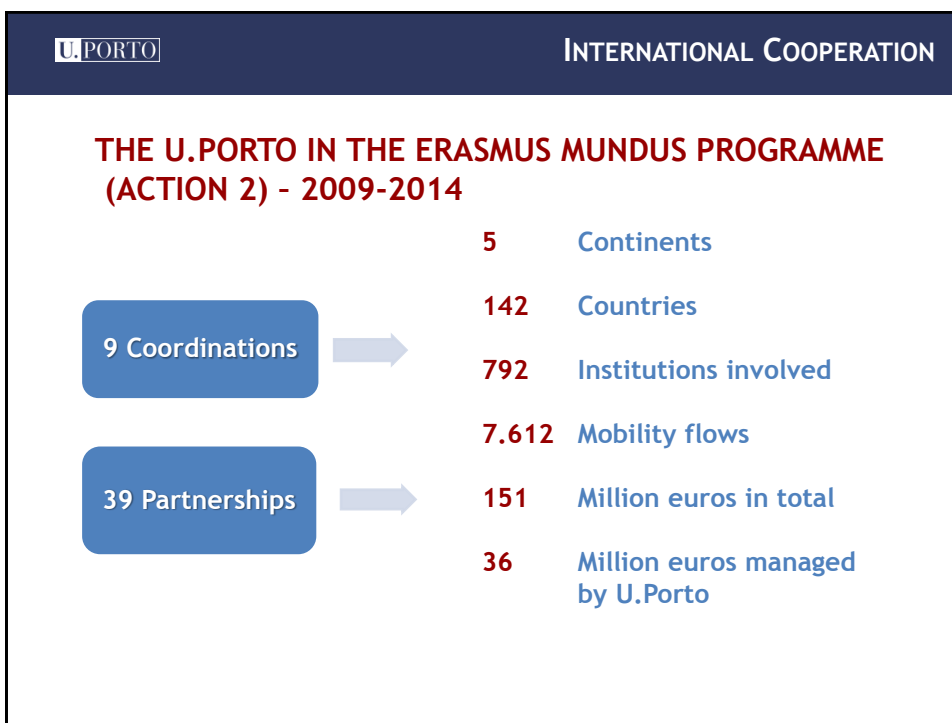 U.PORTO
INTERNATIONAL COOPERATION
THE U.PORTO IN THE ERASMUS MUNDUS PROGRAMME
(ACTION 2) – 2009-2014
9 Coordinations
39 Partnerships
5 Continents
142 Countries
792 Institutions involved
7.612 Mobility flows
151 Million euros in total
36 Million euros managed
by U.Porto